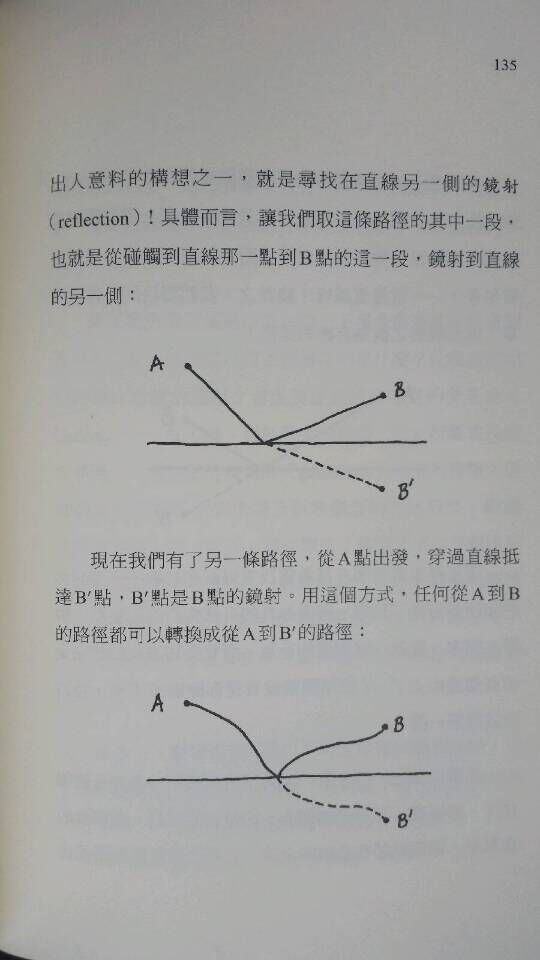 135
出人意料的構想之一，就是尋找在直線另一側的鏡射
（reflection）！具體而言，讓我們取這條路徑的其中一段，
也就是從碰觸到直線那一點到B點的這一段，鏡射到直線
的另一側：
A
B
B′
現在我們有了另一條路徑，從A點出發，穿過直線抵
達B′點，B′點是B點的鏡射。用這個方式，任何從A到B
的路徑都可以轉換成從A到B′的路徑：
A
B
B′